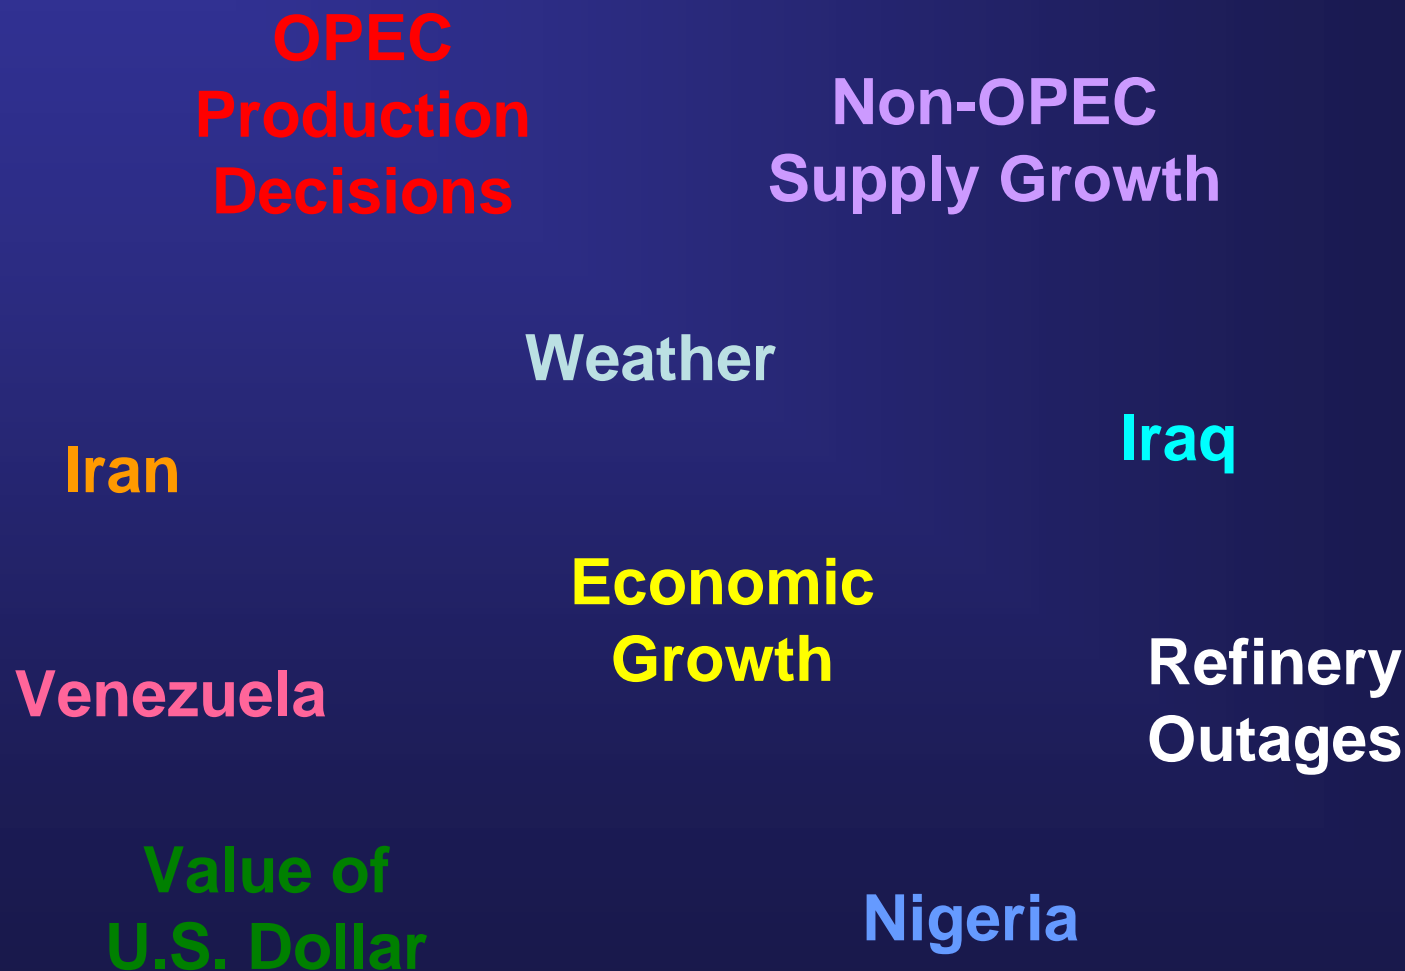 OPEC
Production
Decisions
Non-OPEC
Supply Growth
Weather
Iran
Iraq
Economic
Growth
Venezuela
Refinery
Outages
Value of
U.S. Dollar
Nigeria